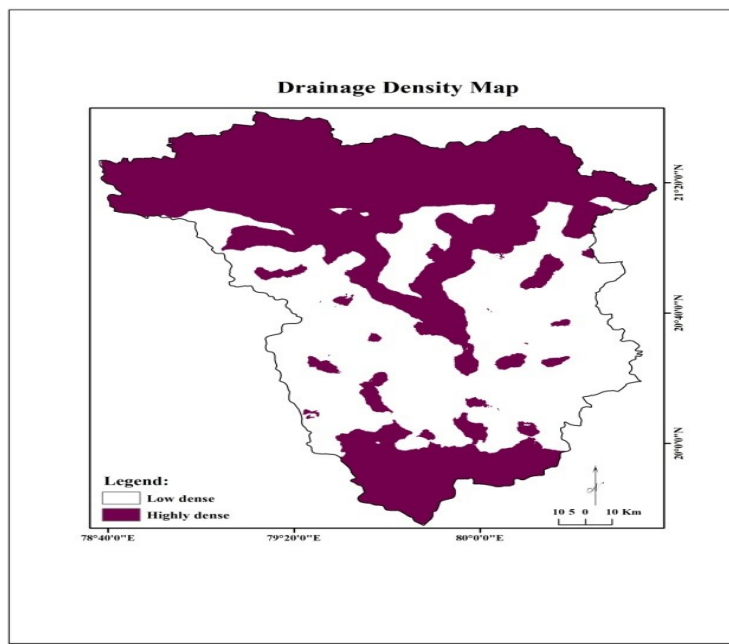 Drainage Density Map
21°20'0"N
20°40'0"N
20°0'0"N
Legend:
Low dense
Highly dense
10 5 0 10 Km
78°40'0"E
79°20'0"E
80°0'0"E